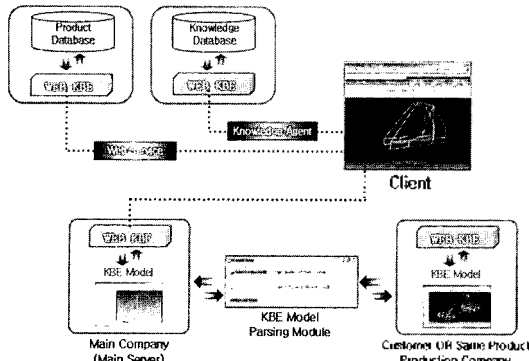 Product
Database
Knowledge
Database
WEB KBE
WEB KBE
Knowledge Agent
Client
WEB KBE
WEB KBE
KBE Model
KBE Model
KBE Model
Parsing Module
Main Company
(Main Server)
Customer OR Same Product
Production Company